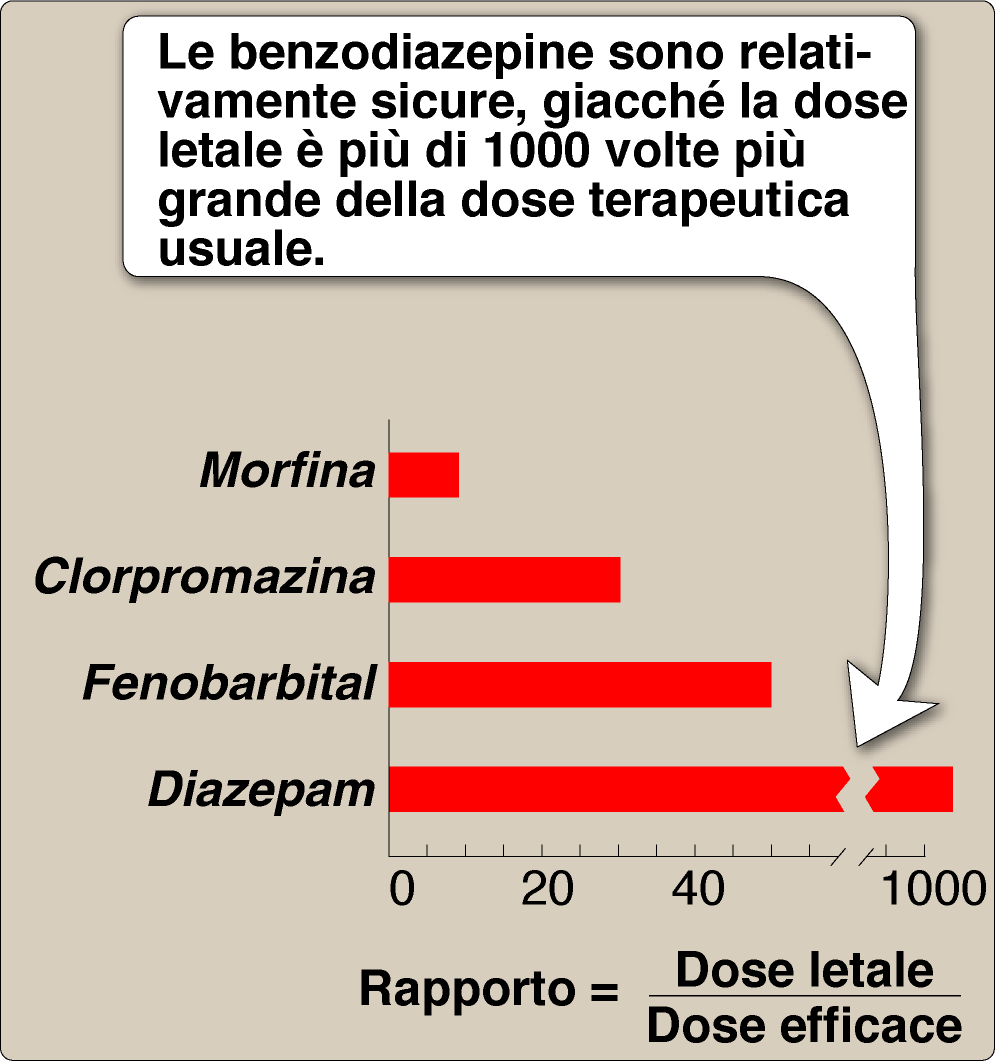 Le benzodiazepine sono relati-
vamente sicure, giacché la dose
letale è più di 1000 volte più
grande della dose terapeutica
usuale.
Morfina
Clorpromazina
Fenobarbital
Diazepam
0 20 40 1000
Rapporto = Dose letale
Dose efficace